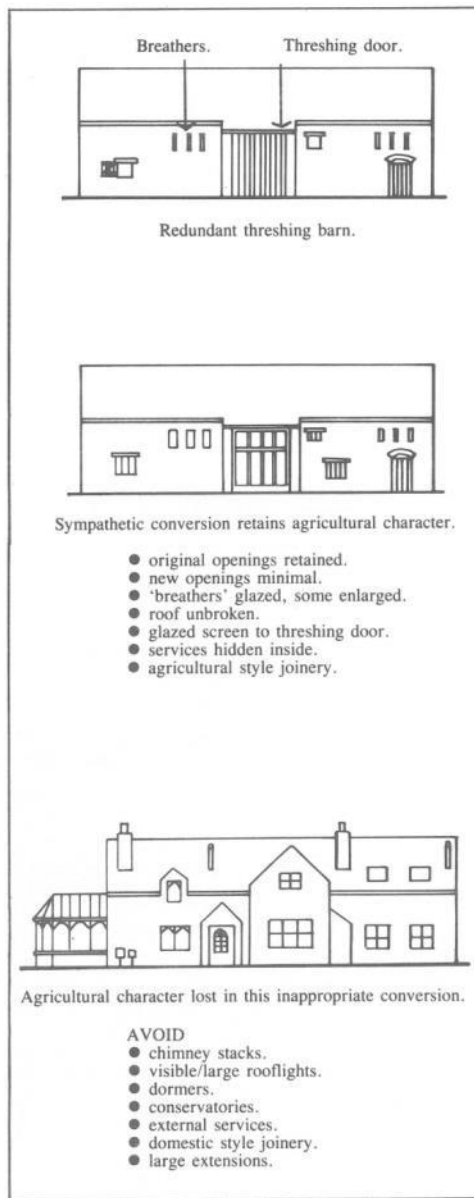 Breathers. Threshing door.
Redundant threshing barn.
Sympathetic conversion retains agricultural character.
● original openings retained.
● new openings minimal.
● ‘breathers’ glazed, some enlarged.
● roof unbroken.
● glazed screen to threshing door.
● services hidden inside.
● agricultural style joinery.
Agricultural character lost in this inappropriate conversion.
AVOID
● chimney stacks.
● visible/large rooflights.
● dormers.
● conservatories.
● external services.
● domestic style joinery.
● large extensions.